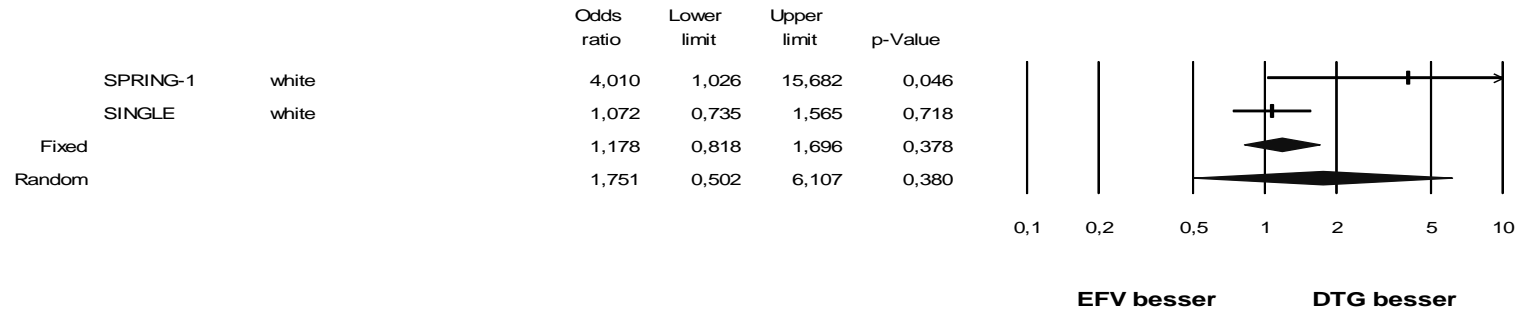 Odds Lower Upper
ratio limit limit p-Value
SPRING-1 white 4,010 1,026 15,682 0,046
SINGLE white 1,072 0,735 1,565 0,718
Fixed 1,178 0,818 1,696 0,378
Random 1,751 0,502 6,107 0,380
0,1 0,2 0,5 1 2 5 10
EFV besser DTG besser